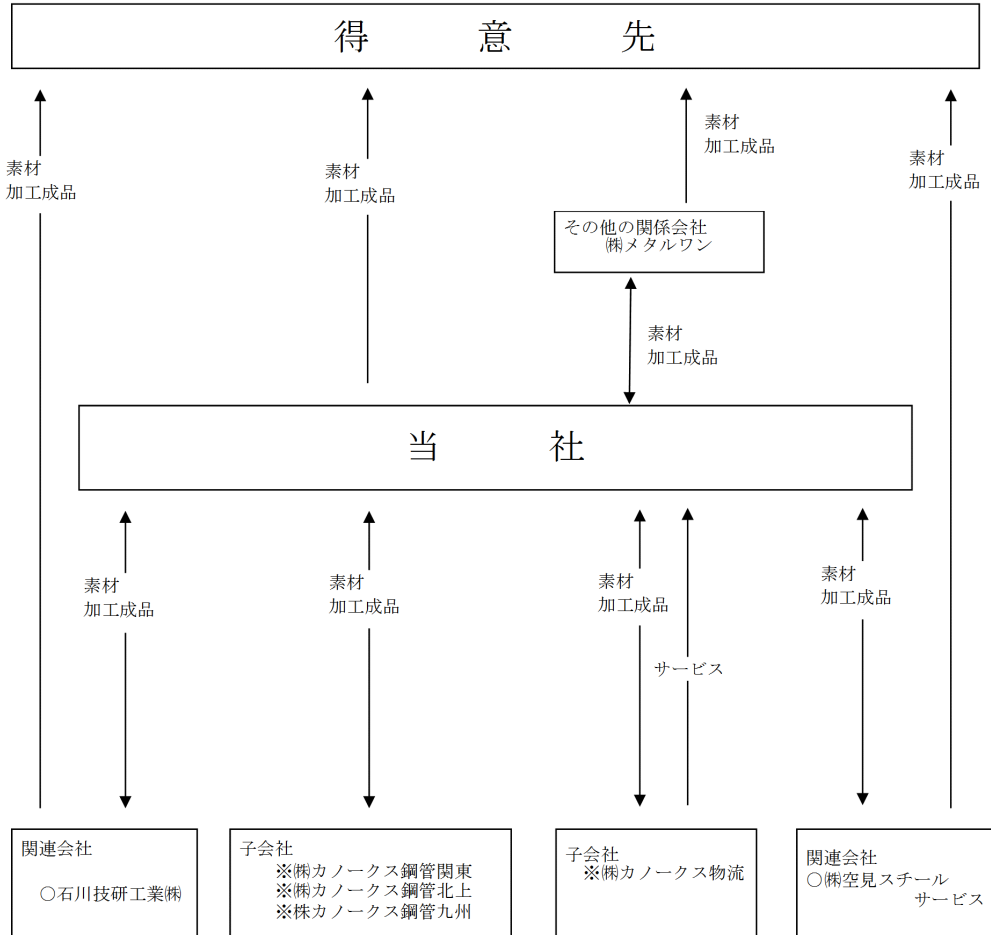 得意先
素材
加工成品
素材
加工成品
素材
加工成品
素材
加工成品
その他の関係会社
㈱メタルワン
素材
加工成品
当社
素材
加工成品
素材
加工成品
素材
加工成品
素材
加工成品
サービス
関連会社
○石川技研工業㈱
子会社
※㈱カノークス鋼管関東
※㈱カノークス鋼管北上
※株カノークス鋼管九州
子会社
※㈱カノークス物流
関連会社
○㈱空見スチール
サービス